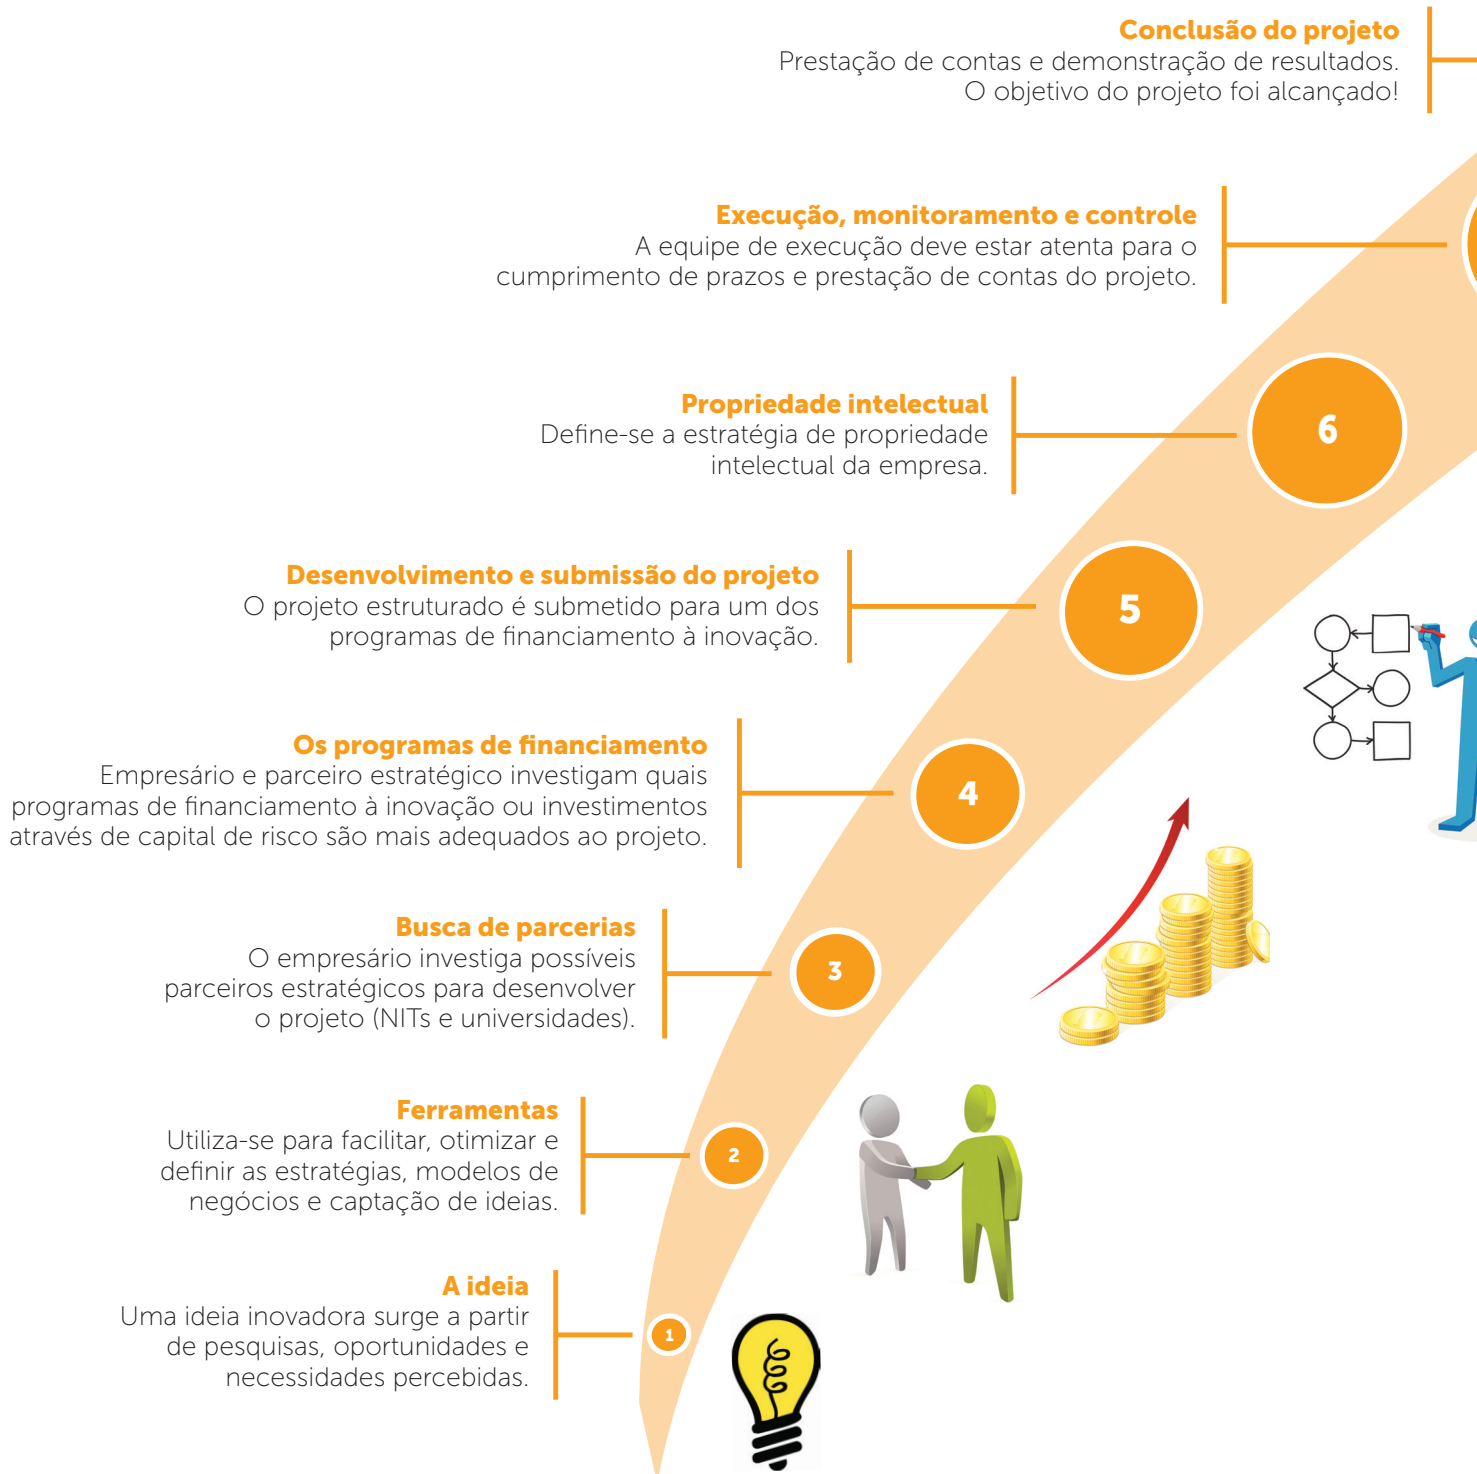 Conclusão do projeto
Prestação de contas e demonstração de resultados.
O objetivo do projeto foi alcançado!
Execução, monitoramento e controle
A equipe de execução deve estar atenta para o
cumprimento de prazos e prestação de contas do projeto.
Propriedade intelectual
Define-se a estratégia de propriedade
intelectual da empresa.
6
Desenvolvimento e submissão do projeto
O projeto estruturado é submetido para um dos
programas de financiamento à inovação.
5
Os programas de financiamento
Empresário e parceiro estratégico investigam quais
programas de financiamento à inovação ou investimentos
através de capital de risco são mais adequados ao projeto.
4
Busca de parcerias
O empresário investiga possíveis
parceiros estratégicos para desenvolver
o projeto (NITs e universidades).
3
Ferramentas
Utiliza-se para facilitar, otimizar e
definir as estratégias, modelos de
negócios e captação de ideias.
2
A ideia
Uma ideia inovadora surge a partir
de pesquisas, oportunidades e
necessidades percebidas.
1